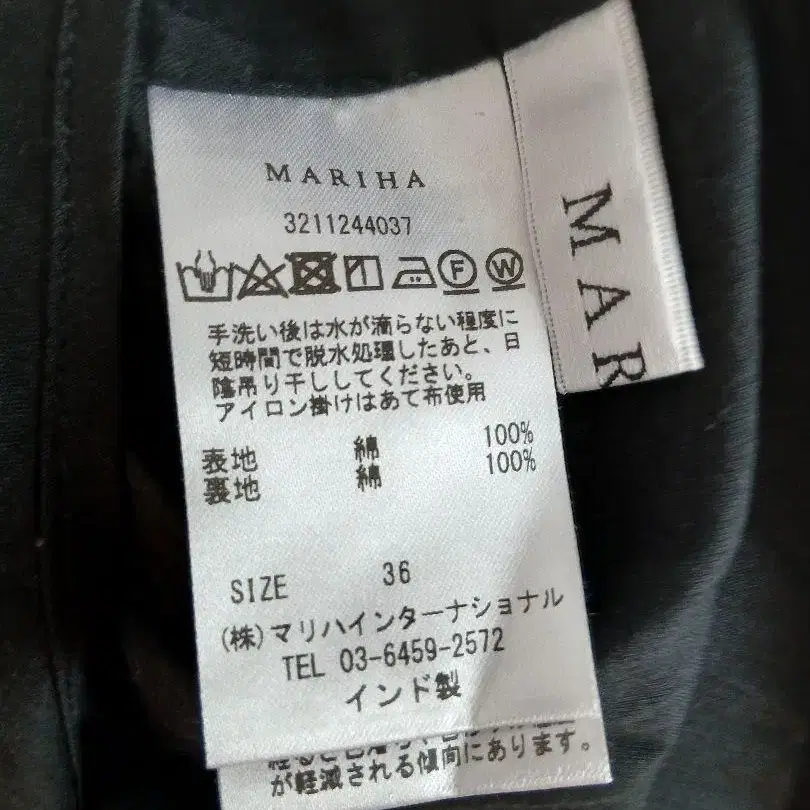 MARIHA
3211244037
F W
手洗い後は水が滴らない程度に
短時間で脱水処理したあと、日
陰吊り干ししてください。
アイロン掛けはあて布使用
表地 綿 100%
裏地 綿 100%
SIZE 36
(株)マリハインターナショナル
TEL 03-6459-2572
インド製
が軽減される傾向にあります。
MAR